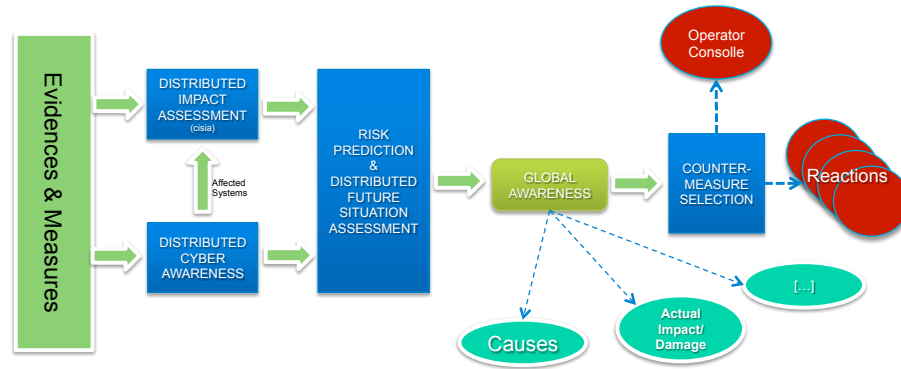 Evidences & Measures
DISTRIBUTED
IMPACT
ASSESSMENT
(cisia)
Affected
Systems
DISTRIBUTED
CYBER
AWARENESS
RISK
PREDICTION
&
DISTRIBUTED
FUTURE
SITUATION
ASSESSMENT
GLOBAL
AWARENESS
COUNTER-
MEASURE
SELECTION
Operator
Consolle
Reactions
Causes
Actual
Impact/
Damage
[...]